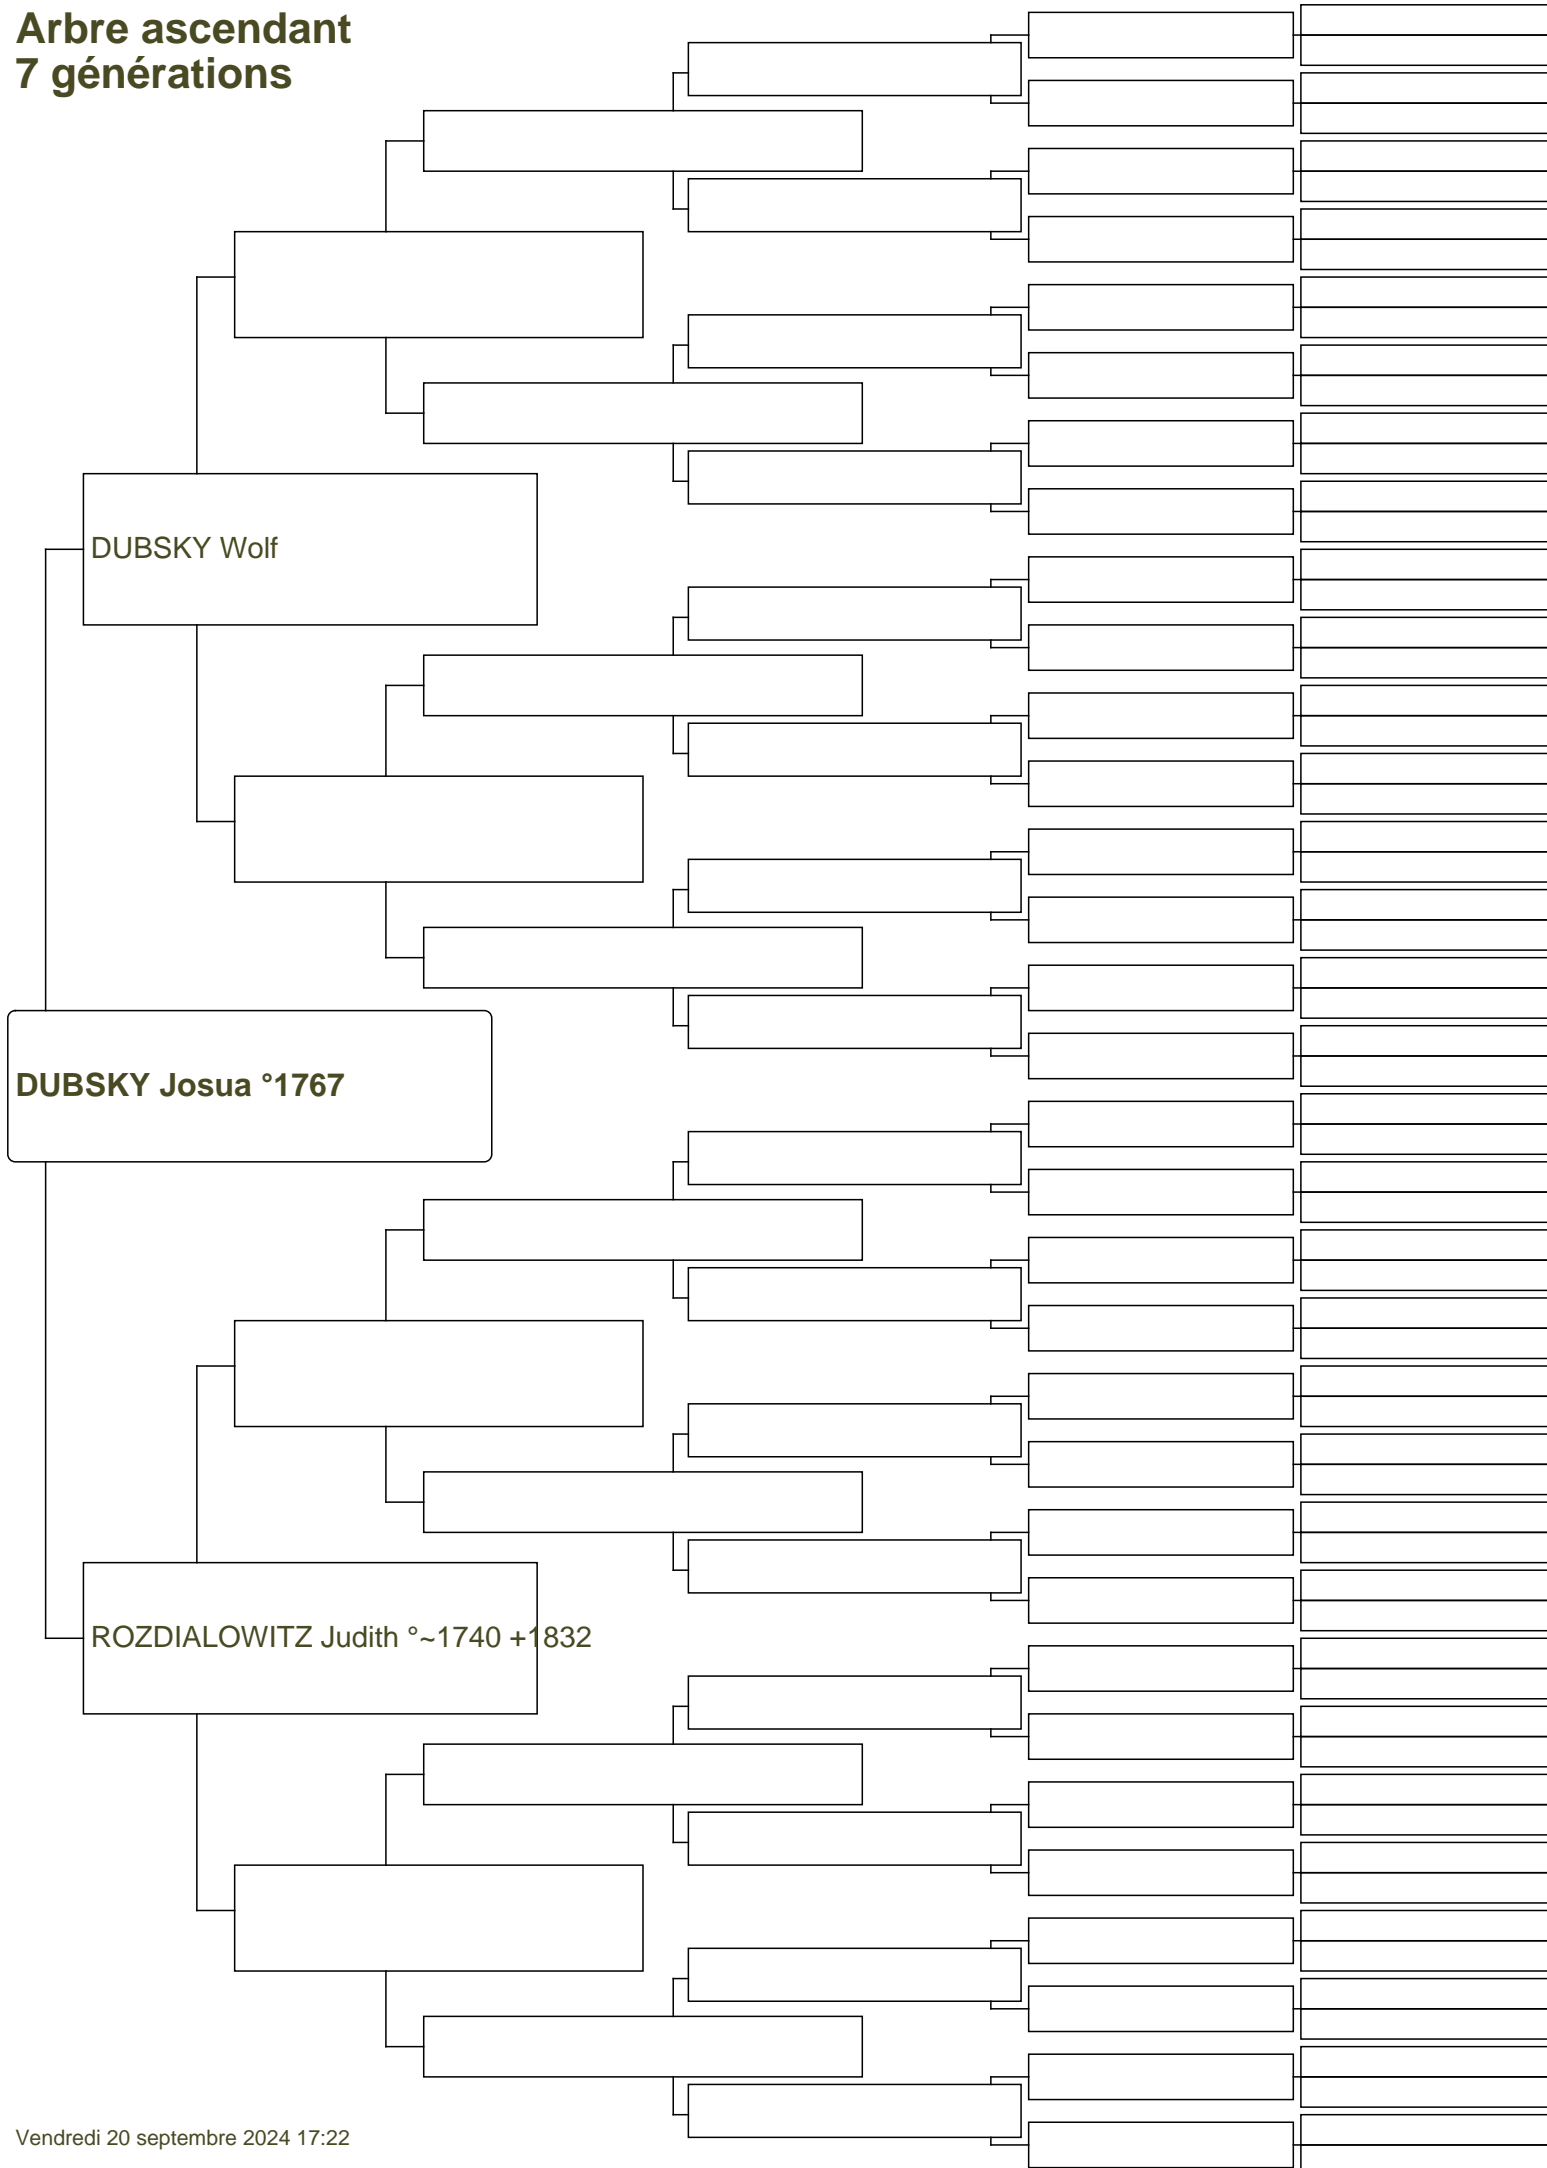 Arbre ascendant
7 générations
DUBSKY Wolf
DUBSKY Josua °1767
ROZDIALOWITZ Judith °~1740 +1832
Vendredi 20 septembre 2024 17:22